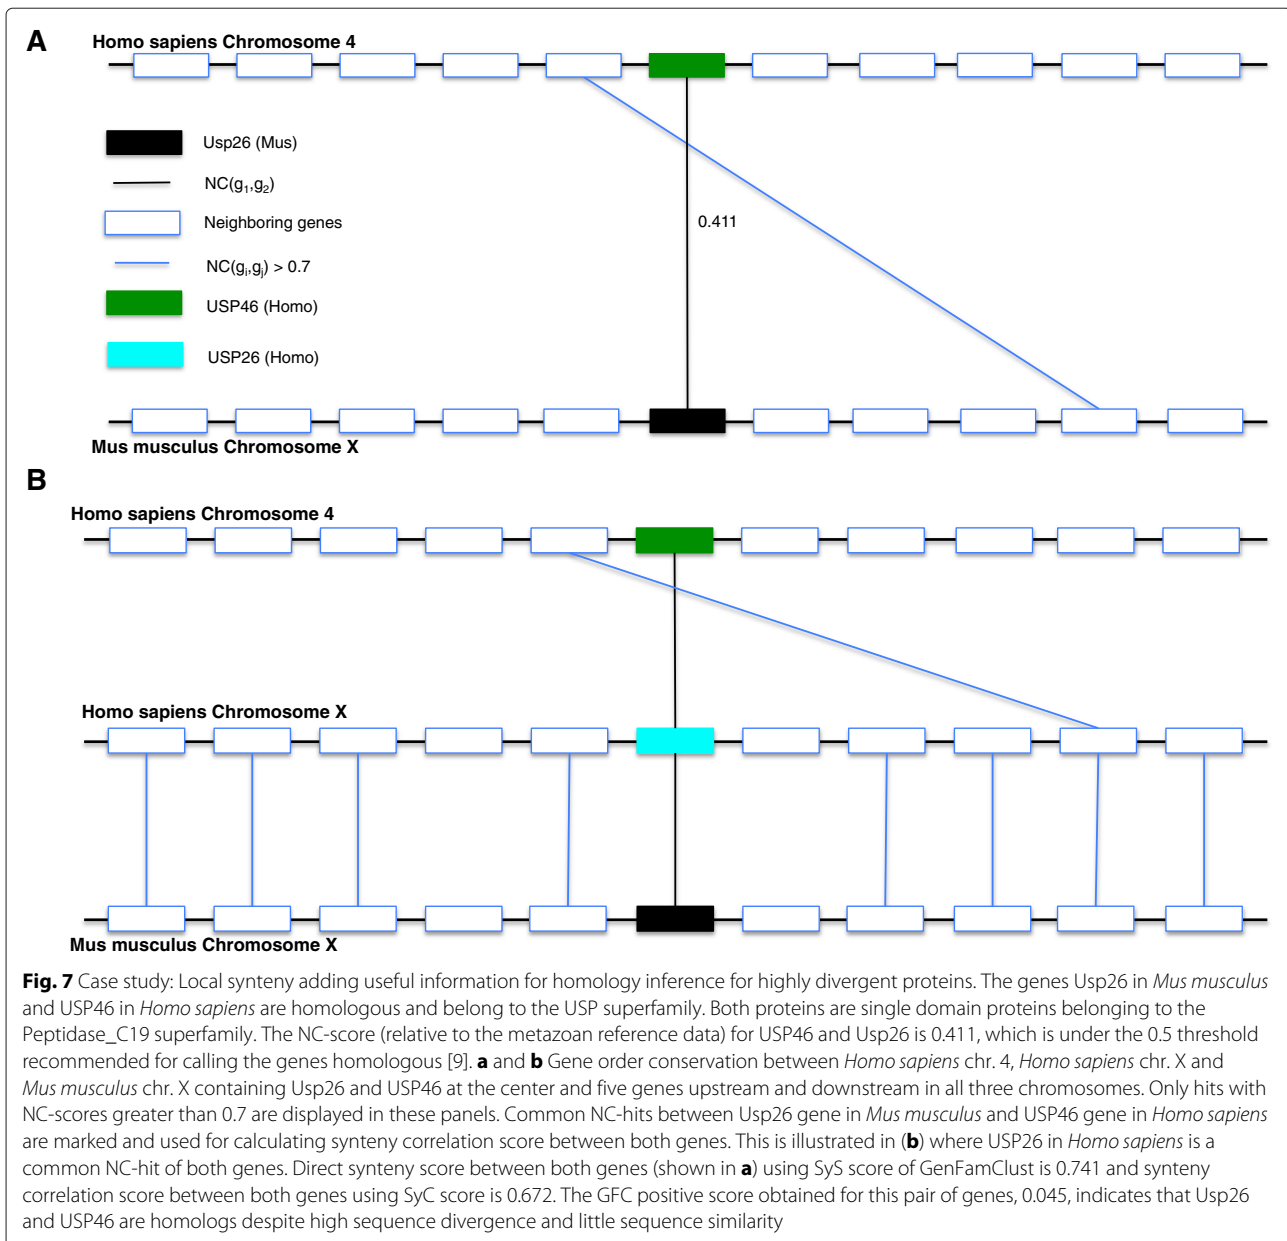 A
Homo sapiens Chromosome 4
Usp26 (Mus)
NC(g1,g2)
Neighboring genes
NC(gi,gj) > 0.7
USP46 (Homo)
USP26 (Homo)
0.411
Mus musculus Chromosome X
B
Homo sapiens Chromosome 4
Homo sapiens Chromosome X
Mus musculus Chromosome X
Fig. 7 Case study: Local synteny adding useful information for homology inference for highly divergent proteins. The genes Usp26 in Mus musculus
and USP46 in Homo sapiens are homologous and belong to the USP superfamily. Both proteins are single domain proteins belonging to the
Peptidase_C19 superfamily. The NC-score (relative to the metazoan reference data) for USP46 and Usp26 is 0.411, which is under the 0.5 threshold
recommended for calling the genes homologous [9]. a and b Gene order conservation between Homo sapiens chr. 4, Homo sapiens chr. X and
Mus musculus chr. X containing Usp26 and USP46 at the center and five genes upstream and downstream in all three chromosomes. Only hits with
NC-scores greater than 0.7 are displayed in these panels. Common NC-hits between Usp26 gene in Mus musculus and USP46 gene in Homo sapiens
are marked and used for calculating synteny correlation score between both genes. This is illustrated in (b) where USP26 in Homo sapiens is a
common NC-hit of both genes. Direct synteny score between both genes (shown in a) using SyS score of GenFamClust is 0.741 and synteny
correlation score between both genes using SyC score is 0.672. The GFC positive score obtained for this pair of genes, 0.045, indicates that Usp26
and USP46 are homologs despite high sequence divergence and little sequence similarity